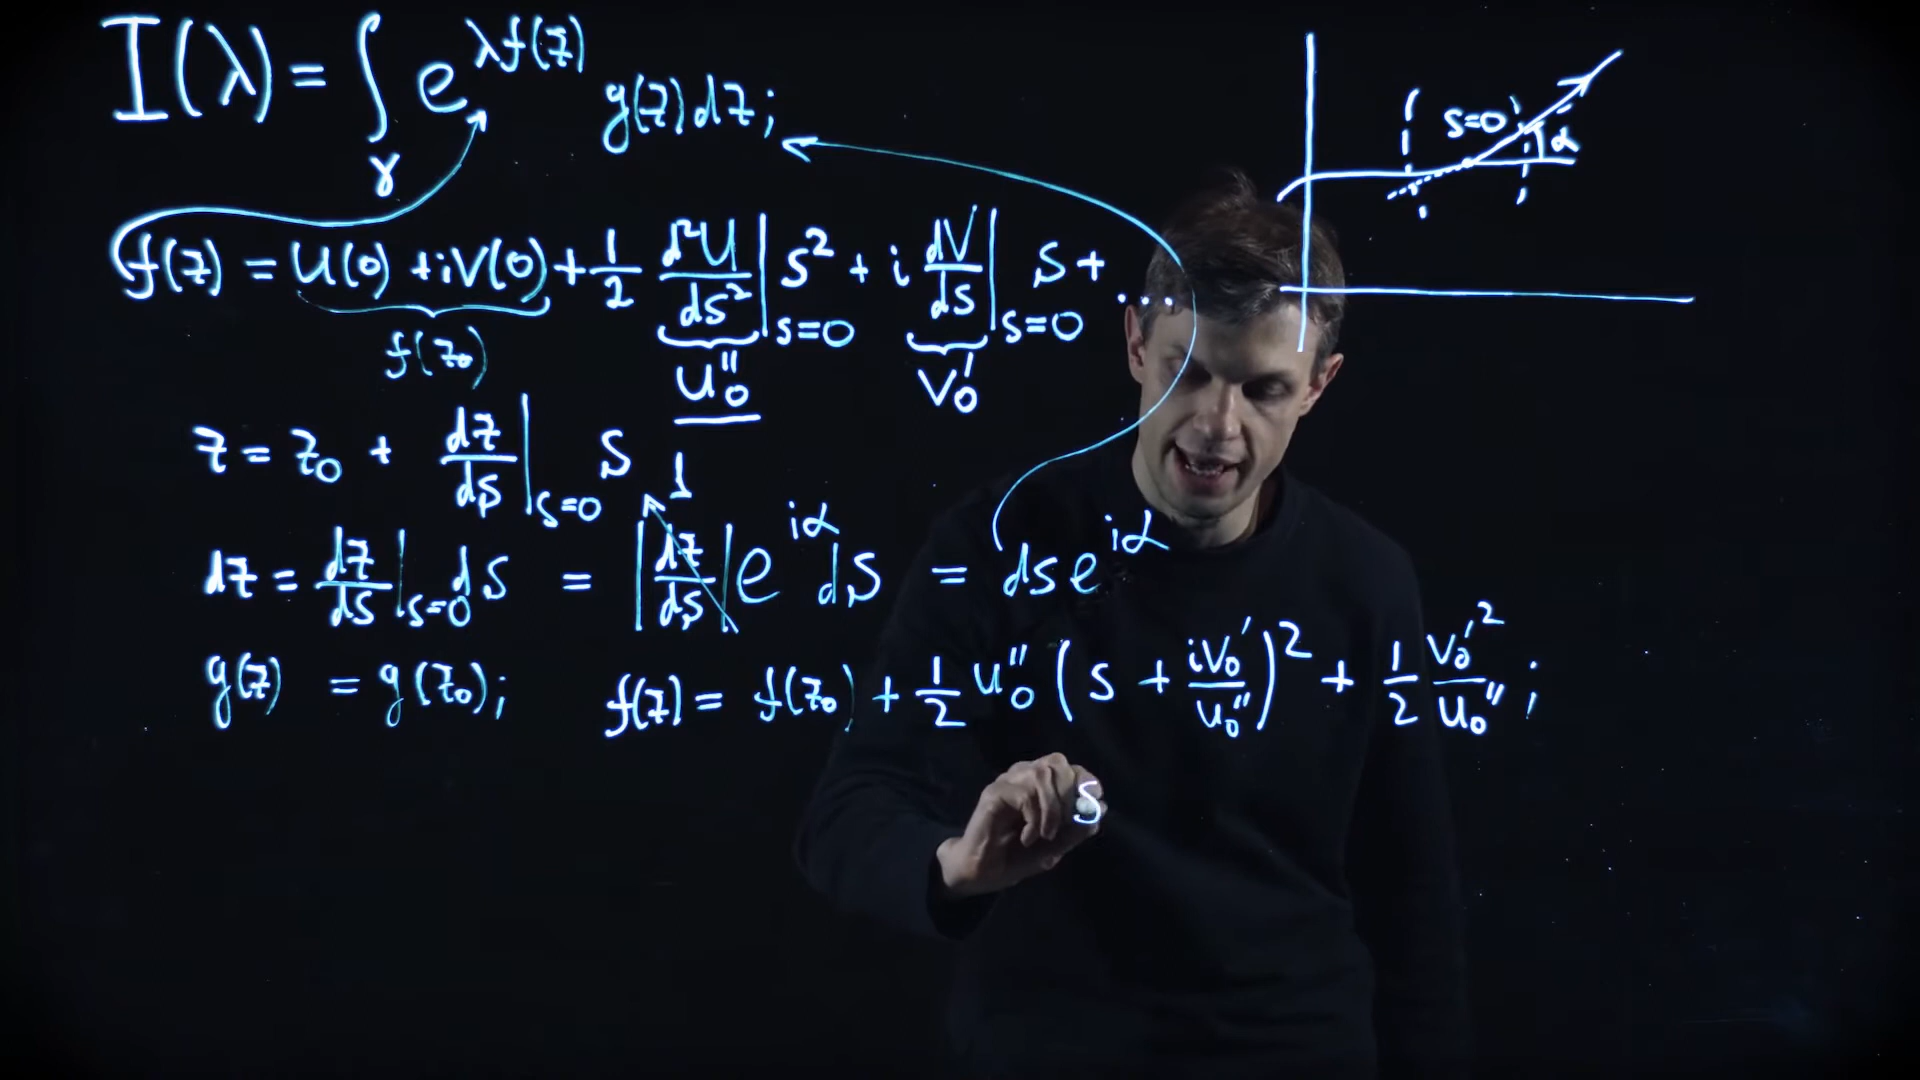 I(λ) = ∫_γ e^{λf(z)} g(z) dz;
s=0 α
f(z) = U(0) + iV(0) + 1/2 d²U/ds² |_{s=0} s² + i dV/ds |_{s=0} s + ...
f(z₀) U₀'' V₀'
z = z₀ + dz/ds |_{s=0} s
1
dz = dz/ds |_{s=0} ds = |dz/ds| e^{iα} ds = ds e^{iα}
g(z) = g(z₀); f(z) = f(z₀) + 1/2 U₀'' (s + iV₀'/U₀'')² + 1/2 V₀'²/U₀'';
s